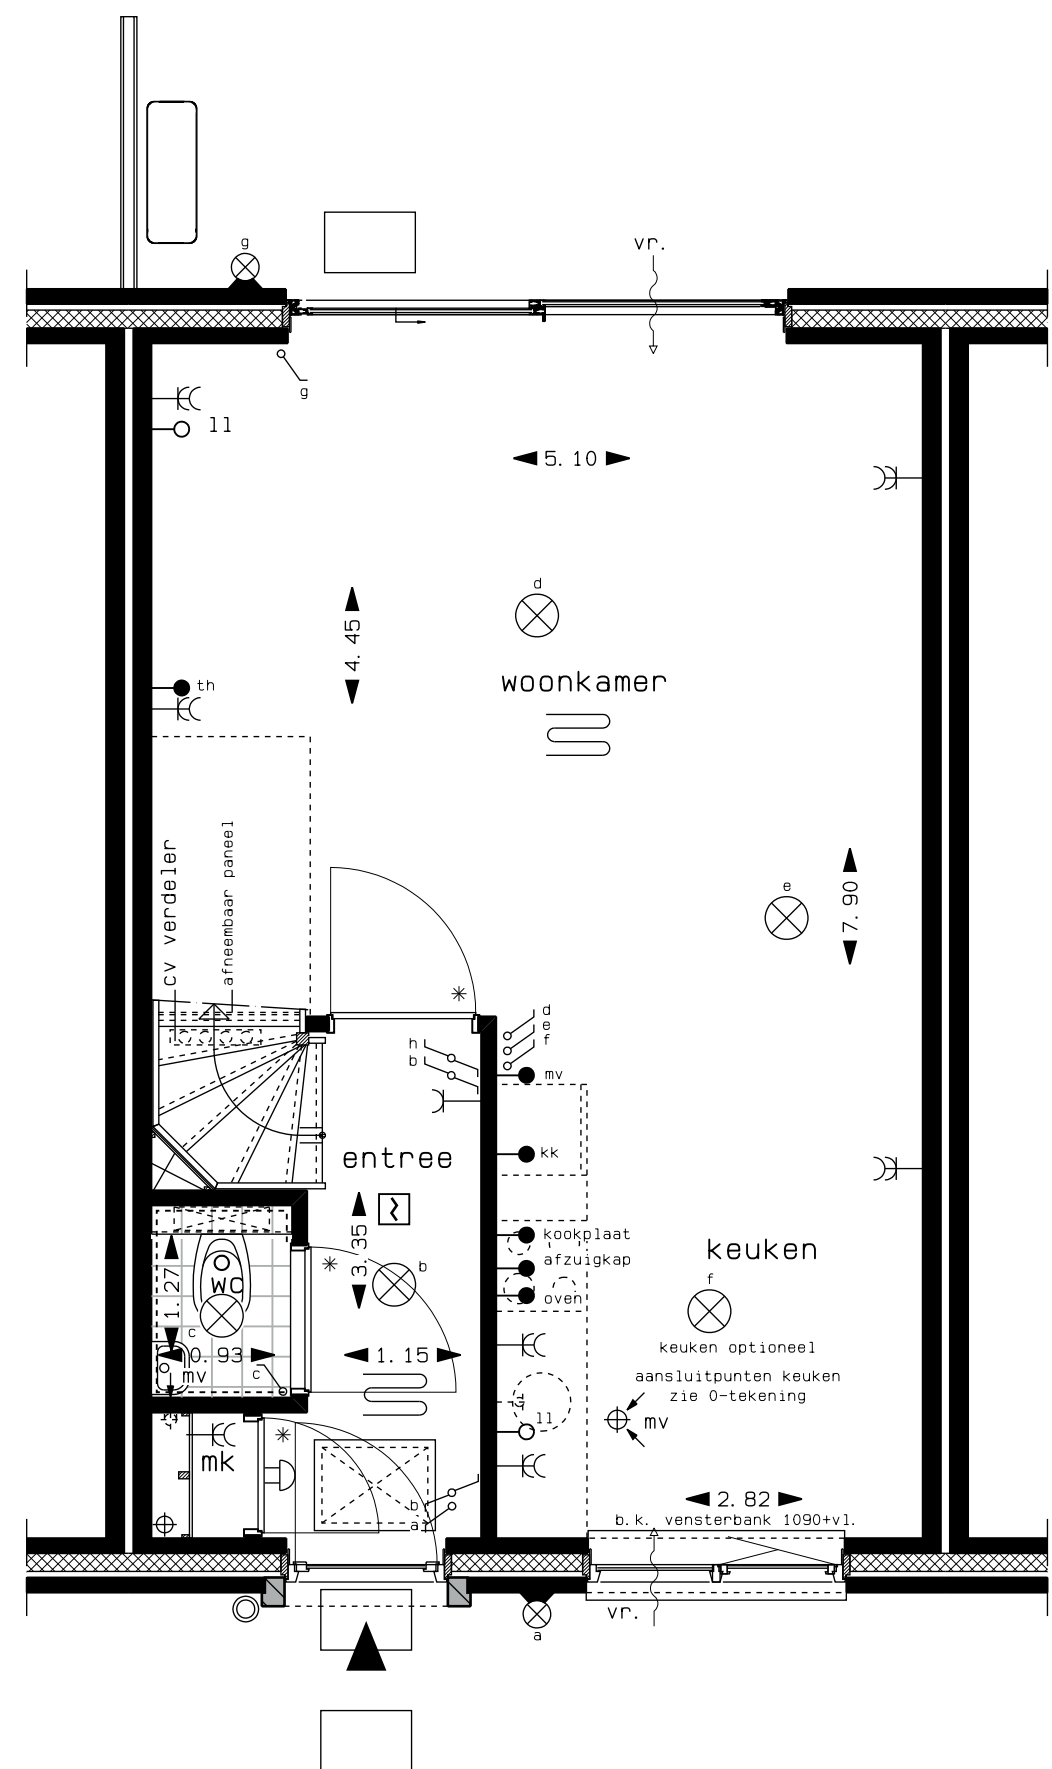 g
vr.
g
ll
5. 10
d
4. 45
woonkamer
th
CV verdeler
afneembaar paneel
e
7. 90
d
e
f
h
b
mv
kk
entree
3. 35
kookplaat
afzuigkap
oven
keuken
f
b
wc
1. 27
c
0. 93
mv
c
1. 15
keuken optioneel
aansluitpunten keuken
zie O-tekening
ll
mv
mk
2. 82
b
a
b.k. vensterbank 1090+vl.
vr.
a